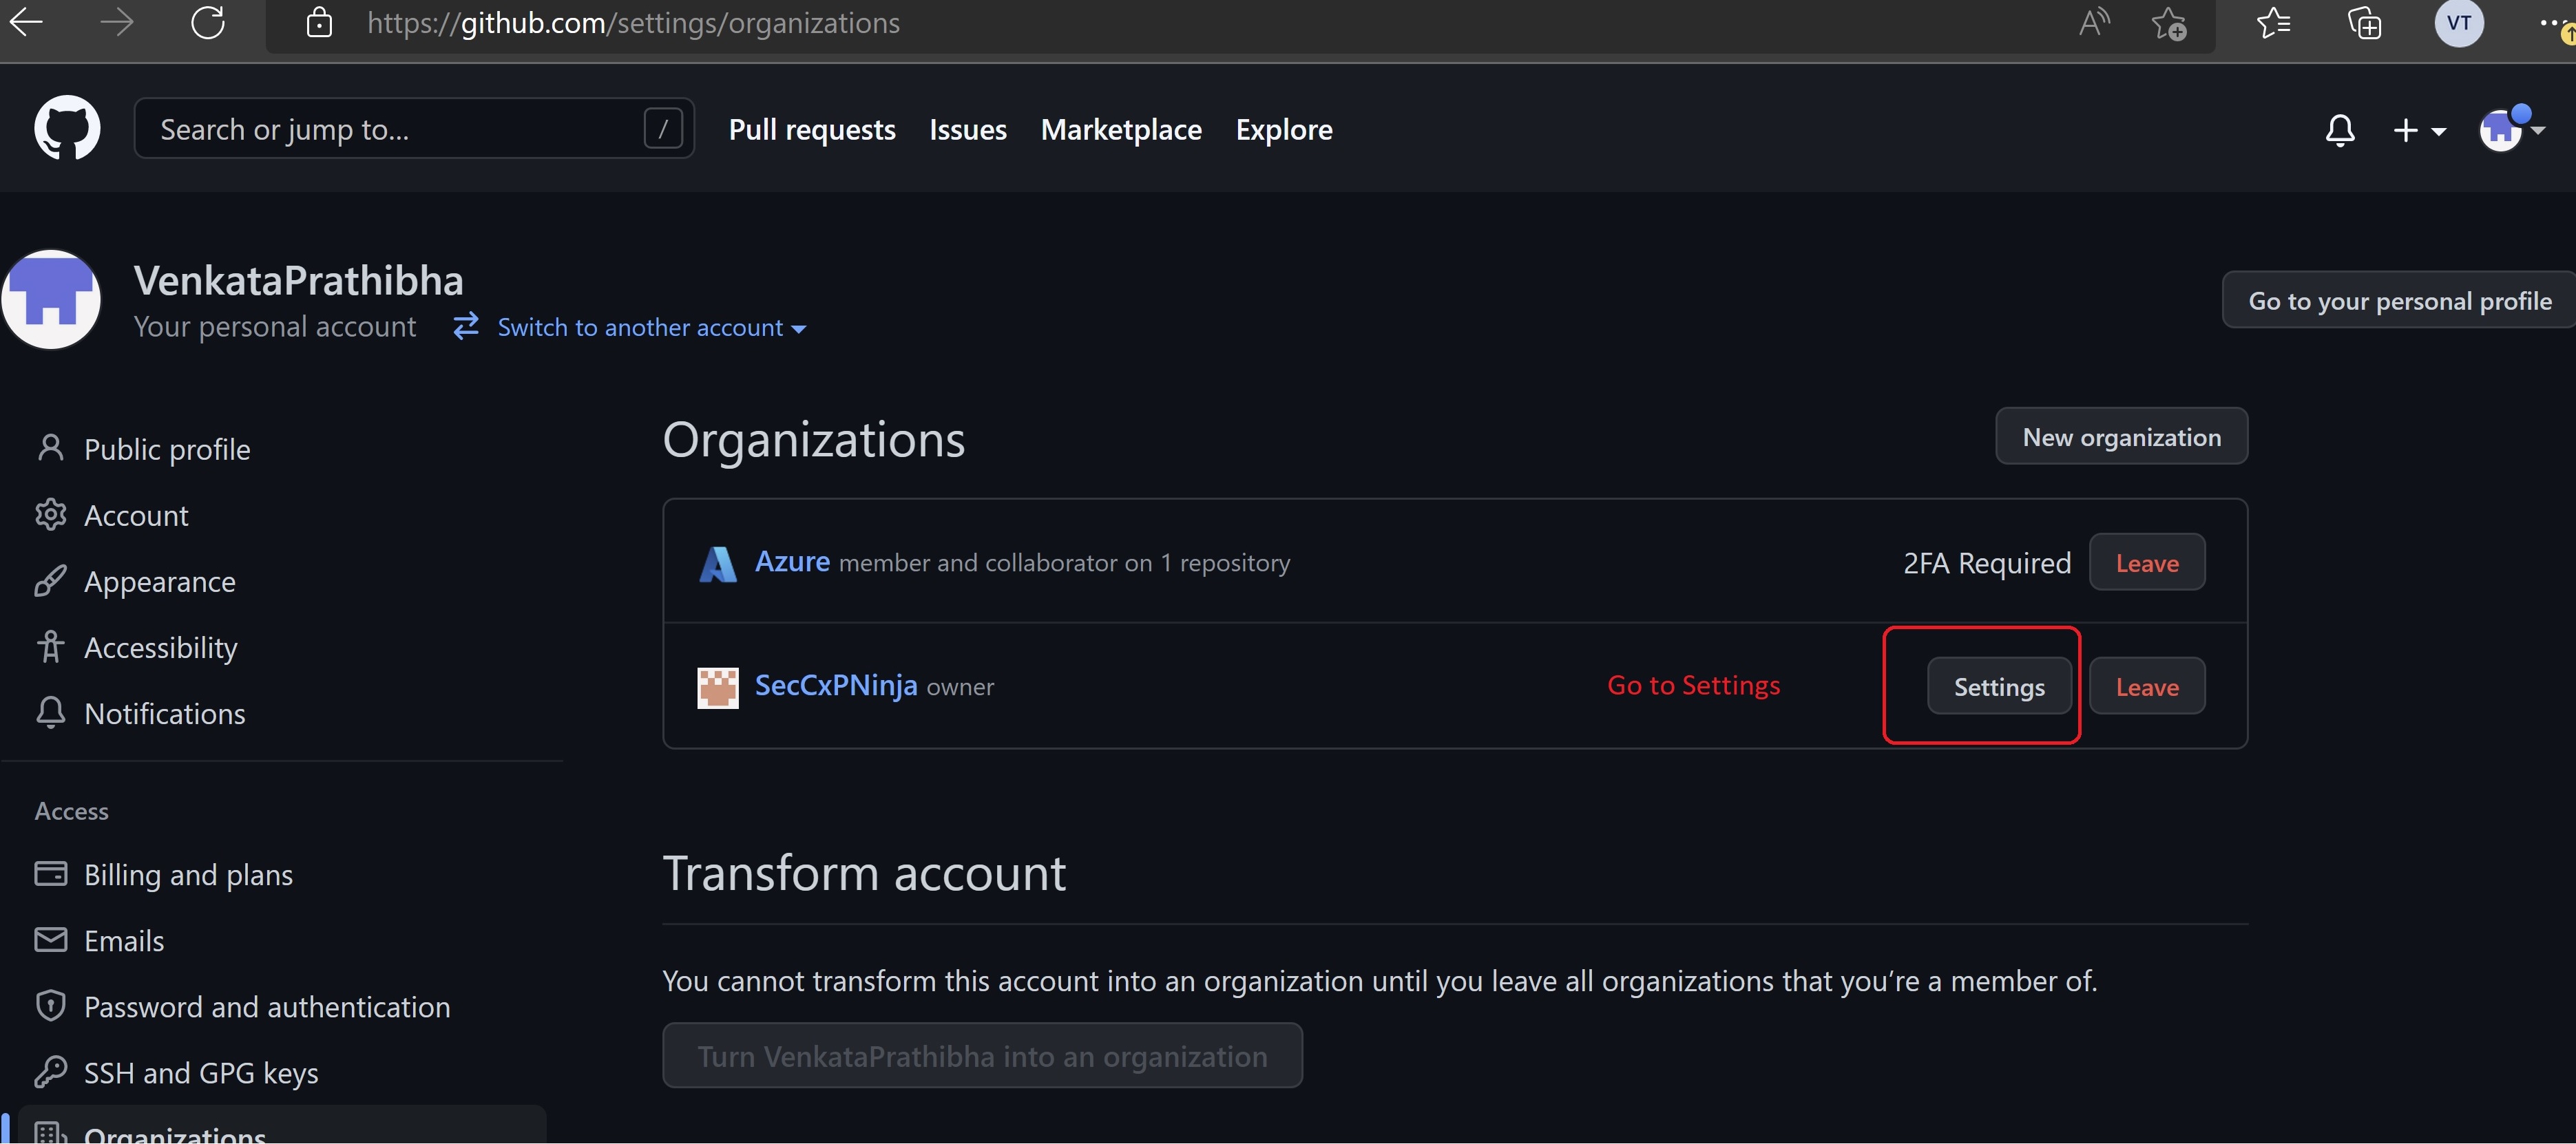 https://github.com/settings/organizations
VT
Search or jump to...
/
Pull requests Issues Marketplace Explore
VenkataPrathibha
Your personal account Switch to another account
Go to your personal profile
Public profile
Account
Appearance
Accessibility
Notifications
Access
Billing and plans
Emails
Password and authentication
SSH and GPG keys
Organizations
Organizations
New organization
Azure member and collaborator on 1 repository 2FA Required Leave
SecCxPNinja owner Go to Settings Settings Leave
Transform account
You cannot transform this account into an organization until you leave all organizations that you’re a member of.
Turn VenkataPrathibha into an organization